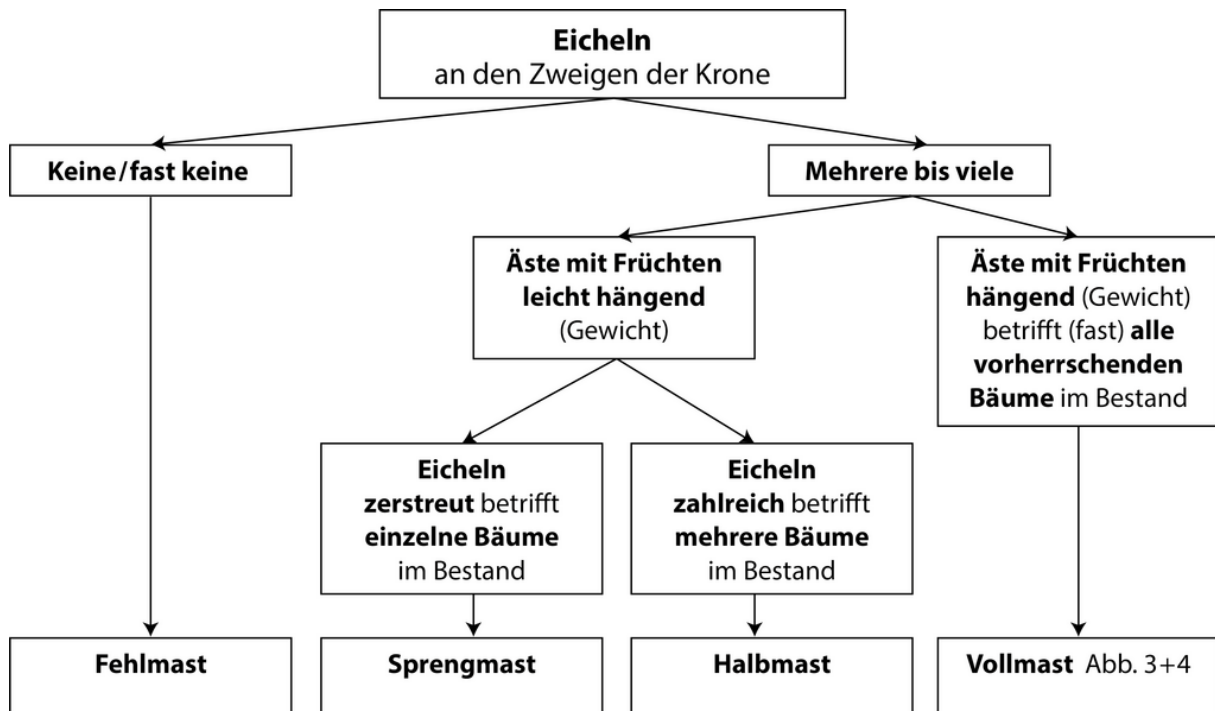 Eicheln
an den Zweigen der Krone
Keine/fast keine
Mehrere bis viele
Äste mit Früchten
leicht hängend
(Gewicht)
Äste mit Früchten
hängend (Gewicht)
betrifft (fast) alle
vorherrschenden
Bäume im Bestand
Eicheln
zerstreut betrifft
einzelne Bäume
im Bestand
Eicheln
zahlreich betrifft
mehrere Bäume
im Bestand
Fehlmast
Sprengmast
Halbmast
Vollmast Abb. 3+4